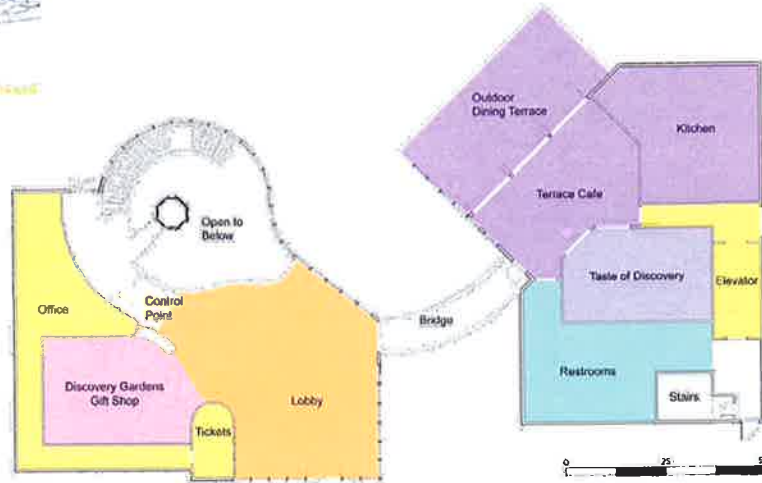 Outdoor
Dining Terrace
Kitchen
Terrace Cafe
Open to
Below
Taste of Discovery
Elevator
Office
Control
Point
Bridge
Restrooms
Discovery Gardens
Gift Shop
Lobby
Stairs
Tickets
0 25